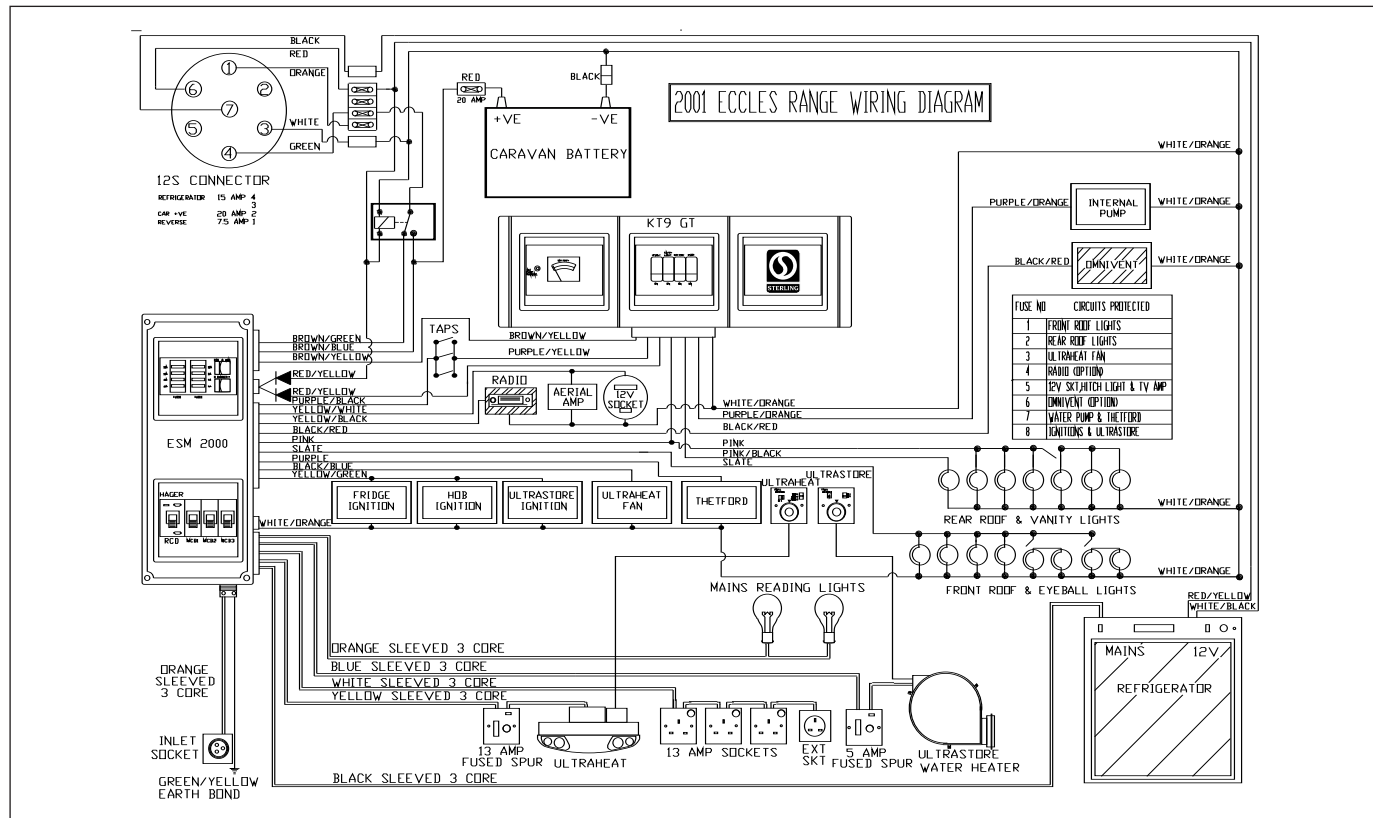 2001 ECCLES RANGE WIRING DIAGRAM
BLACK
RED
ORANGE
WHITE
GREEN
1
2
3
4
5
6
7
12S CONNECTOR
REFRIGERATOR 15 AMP 4
3
CAR +VE 20 AMP 2
REVERSE 7.5 AMP 1
RED
20 AMP
BLACK
+VE -VE
CARAVAN BATTERY
KT9 GT
STERLING
WHITE/ORANGE
PURPLE/ORANGE
INTERNAL
PUMP
WHITE/ORANGE
BLACK/RED
OMNIVENT
WHITE/ORANGE
FUSE NO CIRCUITS PROTECTED
1 FRONT ROOF LIGHTS
2 REAR ROOF LIGHTS
3 ULTRAHEAT FAN
4 RADIO (OPTION)
5 12V SKT,HITCH LIGHT & TV AMP
6 OMNIVENT (OPTION)
7 WATER PUMP & THETFORD
8 IGNITIONS & ULTRASTORE
ESM 2000
HAGER
RCD MCB1 MCB2 MCB3
BROWN/GREEN
BROWN/BLUE
BROWN/YELLOW
RED/YELLOW
RED/YELLOW
PURPLE/BLACK
YELLOW/WHITE
YELLOW/BLACK
BLACK/RED
PINK
SLATE
PURPLE
BLACK/BLUE
YELLOW/GREEN
WHITE/ORANGE
TAPS
BROWN/YELLOW
PURPLE/YELLOW
RADIO
AERIAL
AMP
12V
SOCKET
WHITE/ORANGE
PURPLE/ORANGE
BLACK/RED
PINK
PINK/BLACK
SLATE
FRIDGE
IGNITION
HOB
IGNITION
ULTRASTORE
IGNITION
ULTRAHEAT
FAN
THETFORD
ULTRAHEAT
ULTRASTORE
WHITE/ORANGE
REAR ROOF & VANITY LIGHTS
WHITE/ORANGE
FRONT ROOF & EYEBALL LIGHTS
MAINS READING LIGHTS
RED/YELLOW
WHITE/BLACK
MAINS 12V
REFRIGERATOR
ORANGE SLEEVED 3 CORE
BLUE SLEEVED 3 CORE
WHITE SLEEVED 3 CORE
YELLOW SLEEVED 3 CORE
ORANGE
SLEEVED
3 CORE
INLET
SOCKET
GREEN/YELLOW
EARTH BOND
13 AMP
FUSED SPUR
ULTRAHEAT
13 AMP SOCKETS
EXT
SKT
5 AMP
FUSED SPUR
ULTRASTORE
WATER HEATER
BLACK SLEEVED 3 CORE